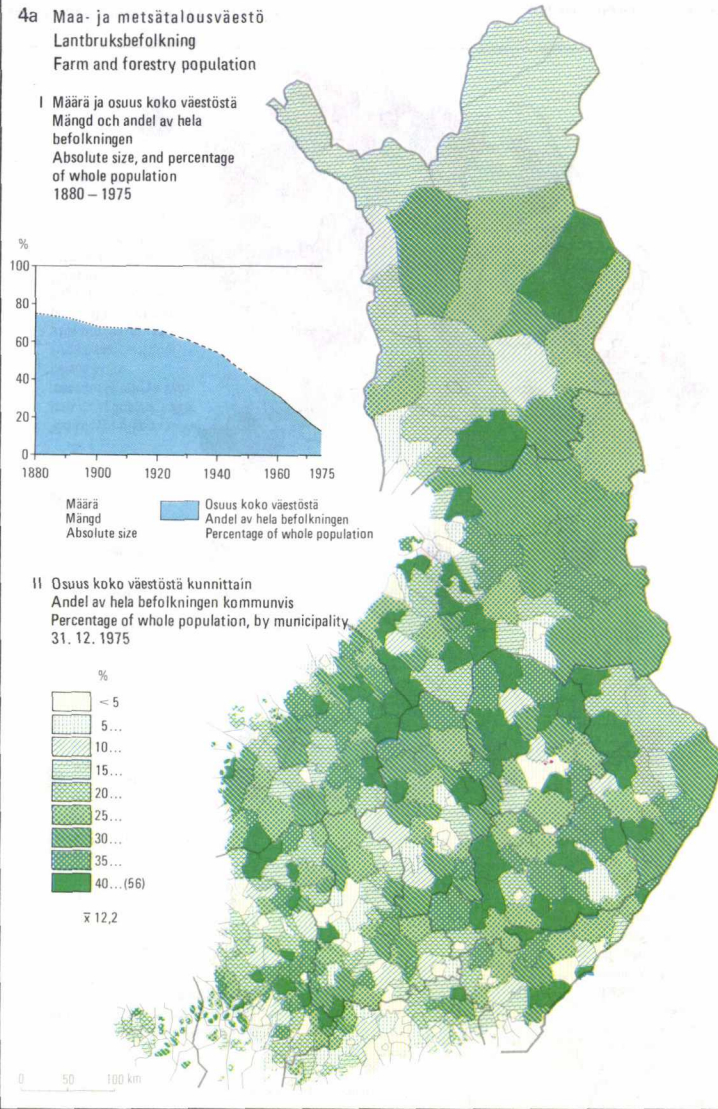 4a Maa- ja metsätalousväestö
Lantbruksbefolkning
Farm and forestry population
I Määrä ja osuus koko väestöstä
Mängd och andel av hela
befolkningen
Absolute size, and percentage
of whole population
1880 – 1975
%
100
80
60
40
20
0
1880 1900 1920 1940 1960 1975
Määrä
Mängd
Absolute size
Osuus koko väestöstä
Andel av hela befolkningen
Percentage of whole population
II Osuus koko väestöstä kunnittain
Andel av hela befolkningen kommunvis
Percentage of whole population, by municipality
31. 12. 1975
%
< 5
5...
10...
15...
20...
25...
30...
35...
40...(56)
x̄ 12,2
0 50 100 km